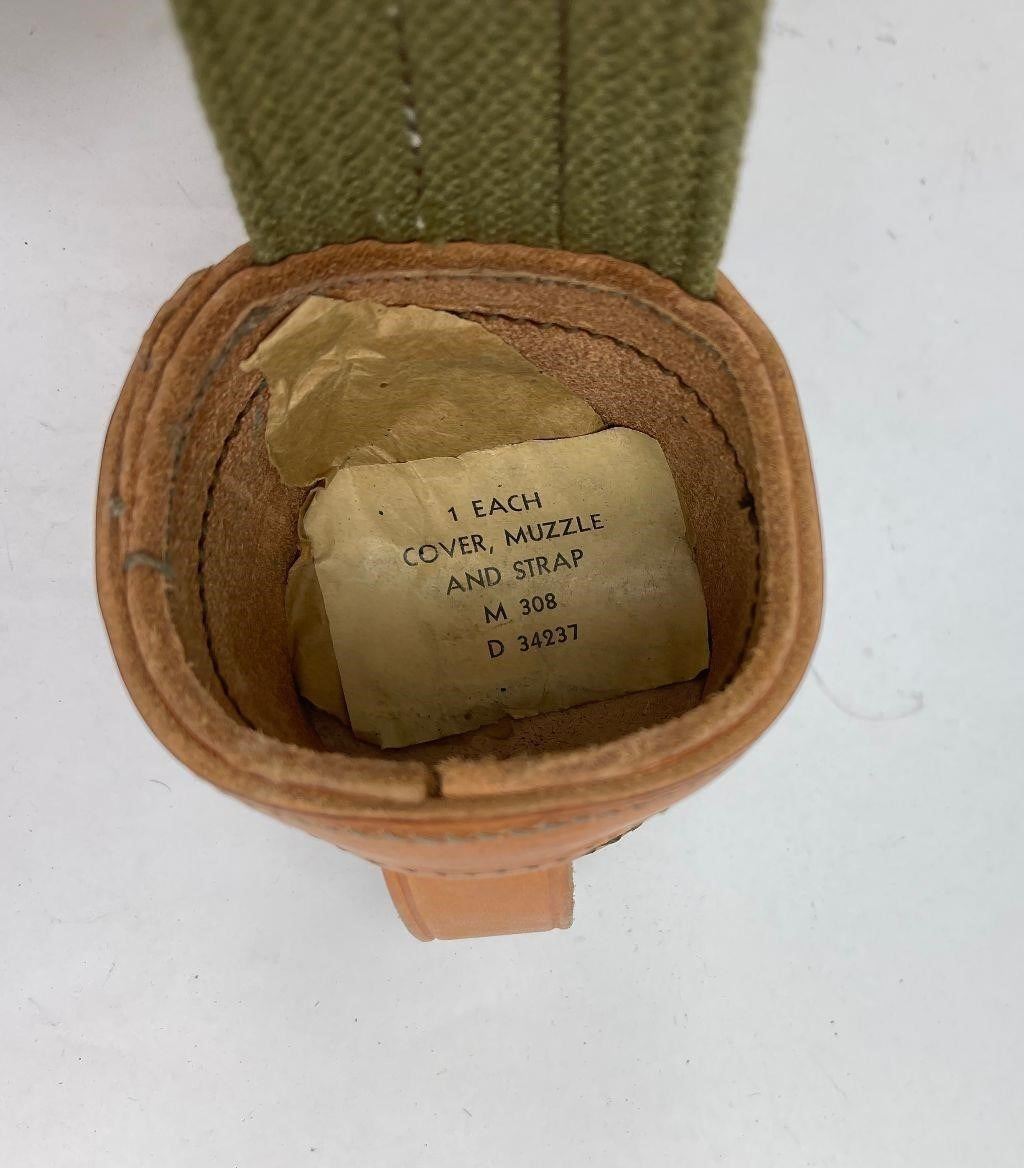 1 EACH
COVER, MUZZLE
AND STRAP
M 308
D 34237